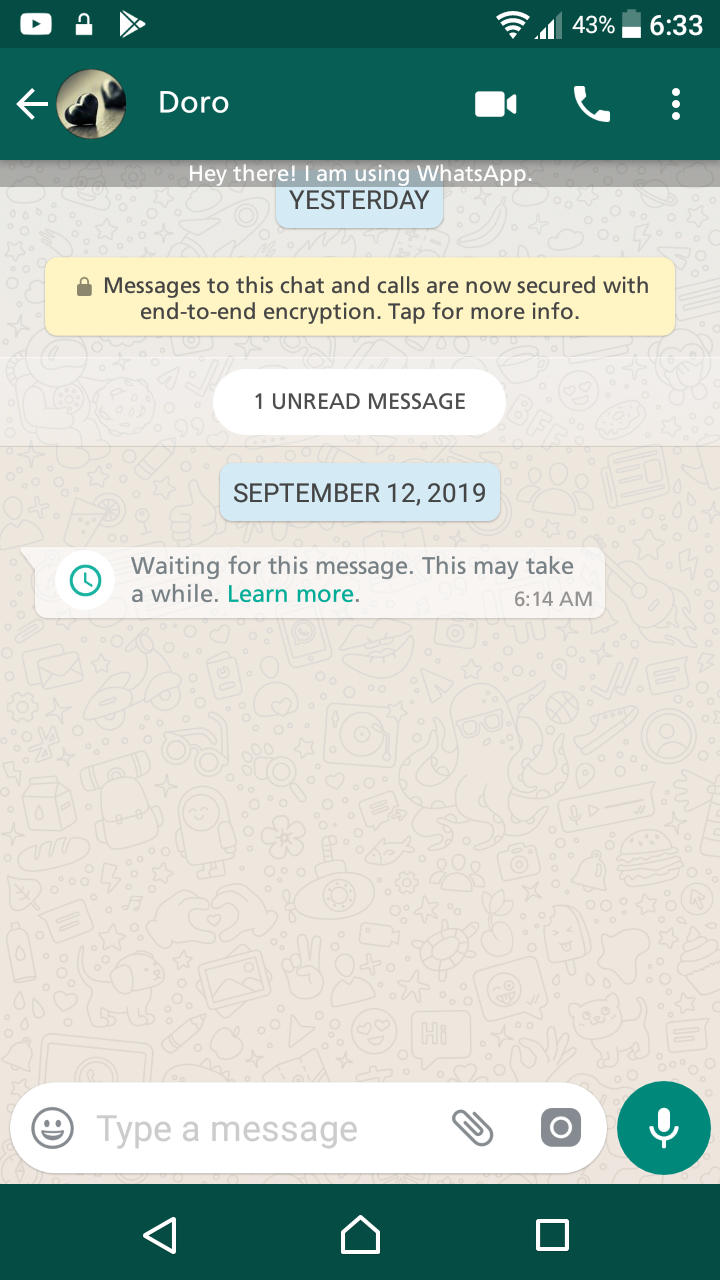 43% 6:33
Doro
Hey there! I am using WhatsApp.
YESTERDAY
Messages to this chat and calls are now secured with
end-to-end encryption. Tap for more info.
1 UNREAD MESSAGE
SEPTEMBER 12, 2019
Waiting for this message. This may take
a while. Learn more.
6:14 AM
BFF
Hi
Type a message